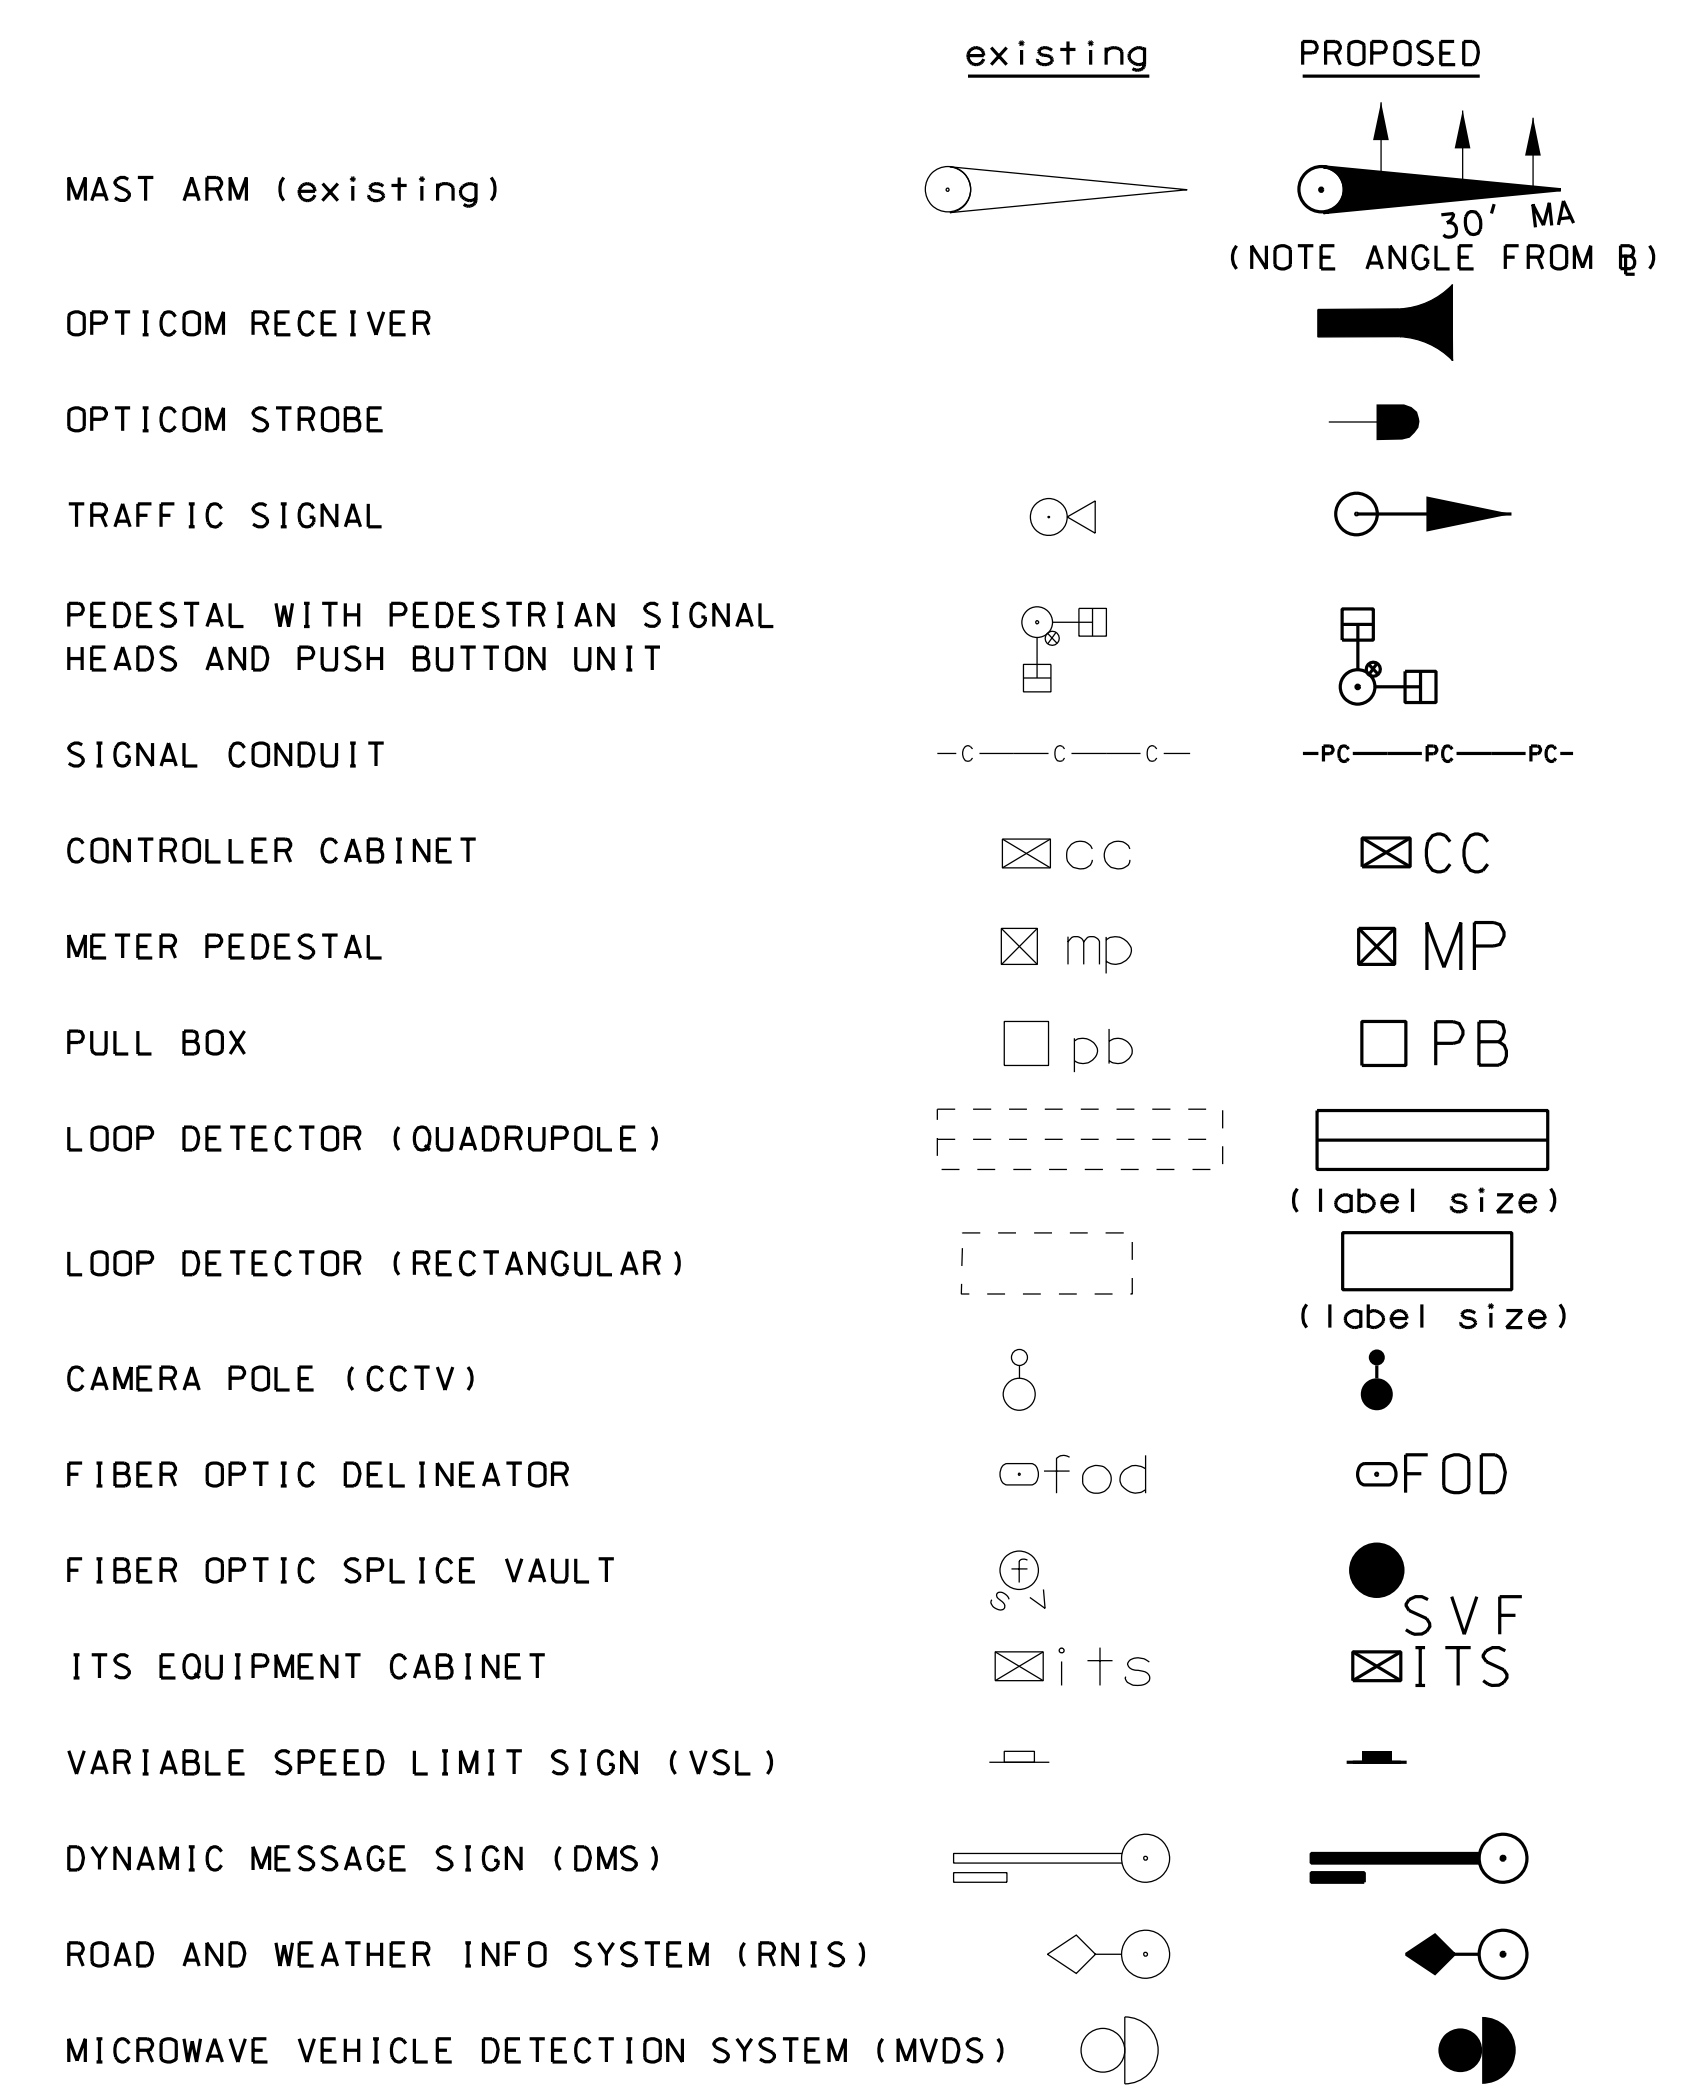 existing PROPOSED
MAST ARM (existing)
30' MA
(NOTE ANGLE FROM BL)
OPTICOM RECEIVER
OPTICOM STROBE
TRAFFIC SIGNAL
PEDESTAL WITH PEDESTRIAN SIGNAL
HEADS AND PUSH BUTTON UNIT
SIGNAL CONDUIT C C C PC PC PC
CONTROLLER CABINET cc CC
METER PEDESTAL mp MP
PULL BOX pb PB
LOOP DETECTOR (QUADRUPOLE)
(label size)
LOOP DETECTOR (RECTANGULAR)
(label size)
CAMERA POLE (CCTV)
FIBER OPTIC DELINEATOR fod FOD
FIBER OPTIC SPLICE VAULT f
s v SVF
ITS EQUIPMENT CABINET its ITS
VARIABLE SPEED LIMIT SIGN (VSL)
DYNAMIC MESSAGE SIGN (DMS)
ROAD AND WEATHER INFO SYSTEM (RNIS)
MICROWAVE VEHICLE DETECTION SYSTEM (MVDS)